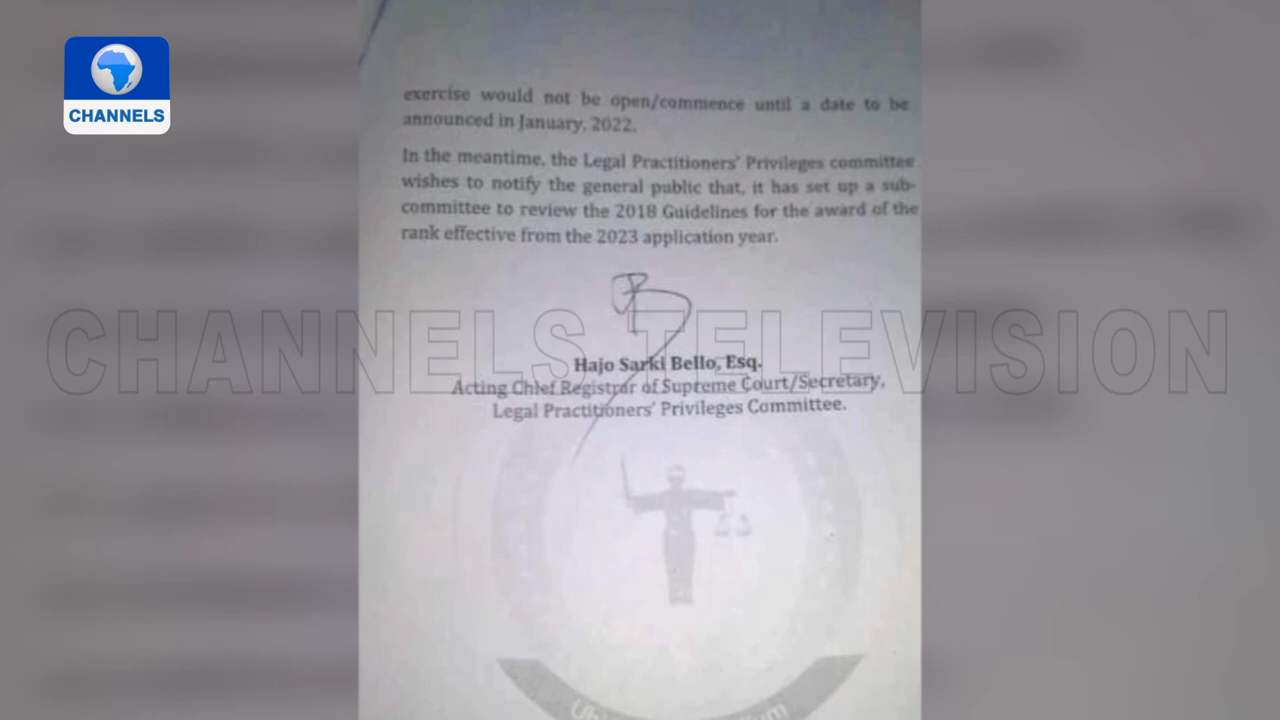 CHANNELS
exercise would not be open/commence until a date to be
announced in January, 2022.
In the meantime, the Legal Practitioners' Privileges committee
wishes to notify the general public that, it has set up a sub-
committee to review the 2018 Guidelines for the award of the
rank effective from the 2023 application year.
CHANNELS TELEVISION
Hajo Sarki Bello, Esq.
Acting Chief Registrar of Supreme Court/Secretary,
Legal Practitioners' Privileges Committee.